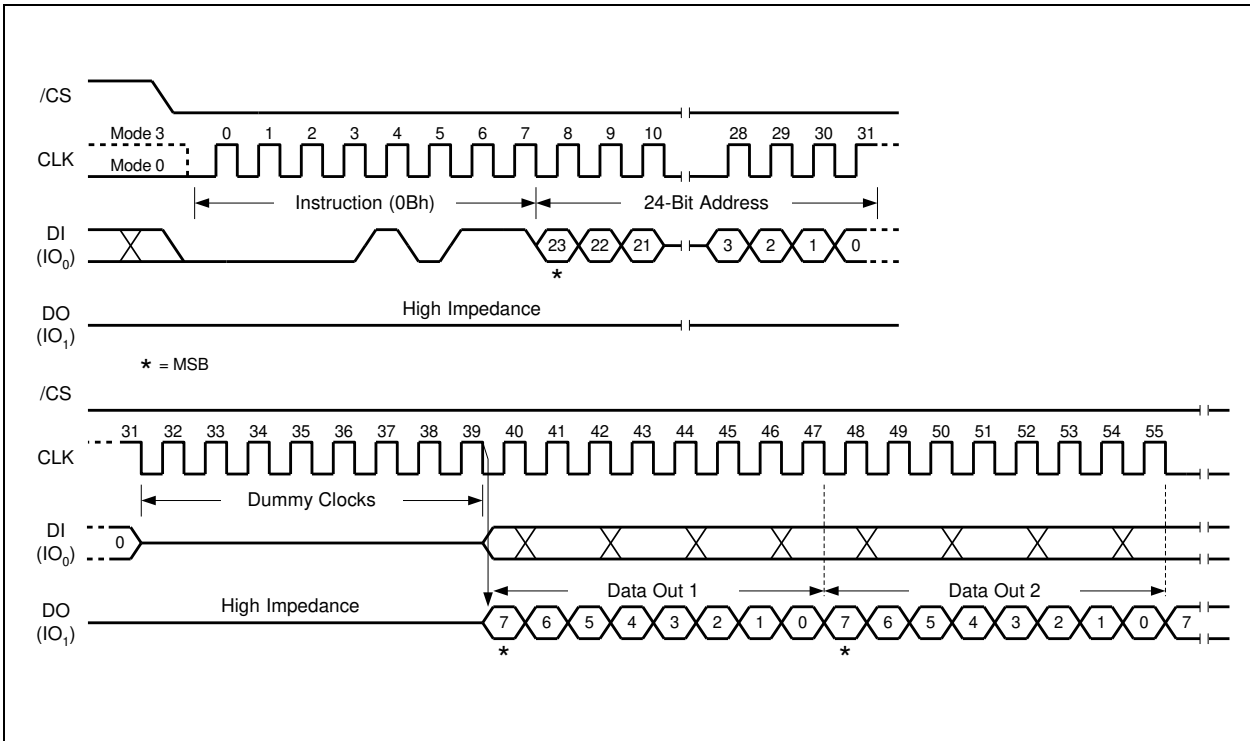 /CS
Mode 3 0 1 2 3 4 5 6 7 8 9 10 28 29 30 31
CLK
Mode 0
Instruction (0Bh) 24-Bit Address
DI
(IO0) 23 22 21 3 2 1 0
*
DO High Impedance
(IO1)
* = MSB
/CS
31 32 33 34 35 36 37 38 39 40 41 42 43 44 45 46 47 48 49 50 51 52 53 54 55
CLK
Dummy Clocks
DI
(IO0) 0
High Impedance Data Out 1 Data Out 2
DO
(IO1) 7 6 5 4 3 2 1 0 7 6 5 4 3 2 1 0 7
* *